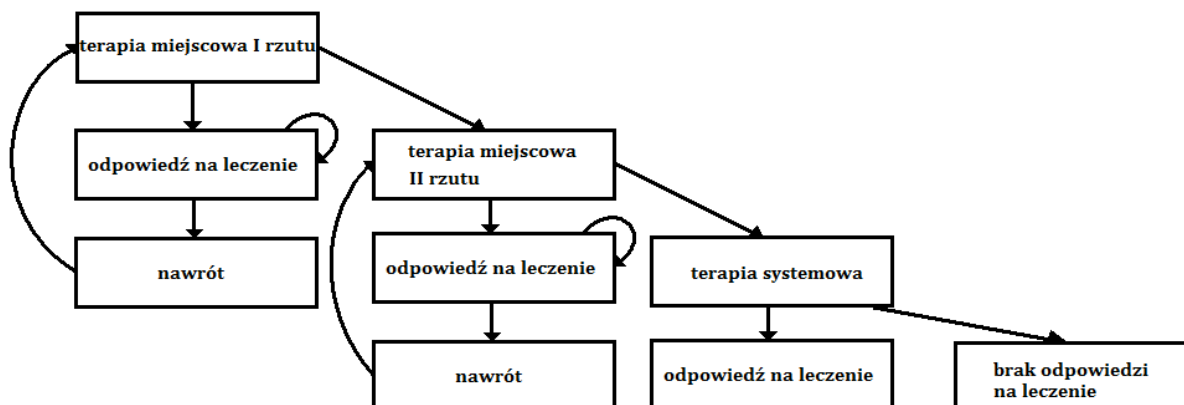 terapia miejscowa I rzutu
odpowiedź na leczenie
nawrót
terapia miejscowa
II rzutu
odpowiedź na leczenie
nawrót
terapia systemowa
odpowiedź na leczenie
brak odpowiedzi
na leczenie